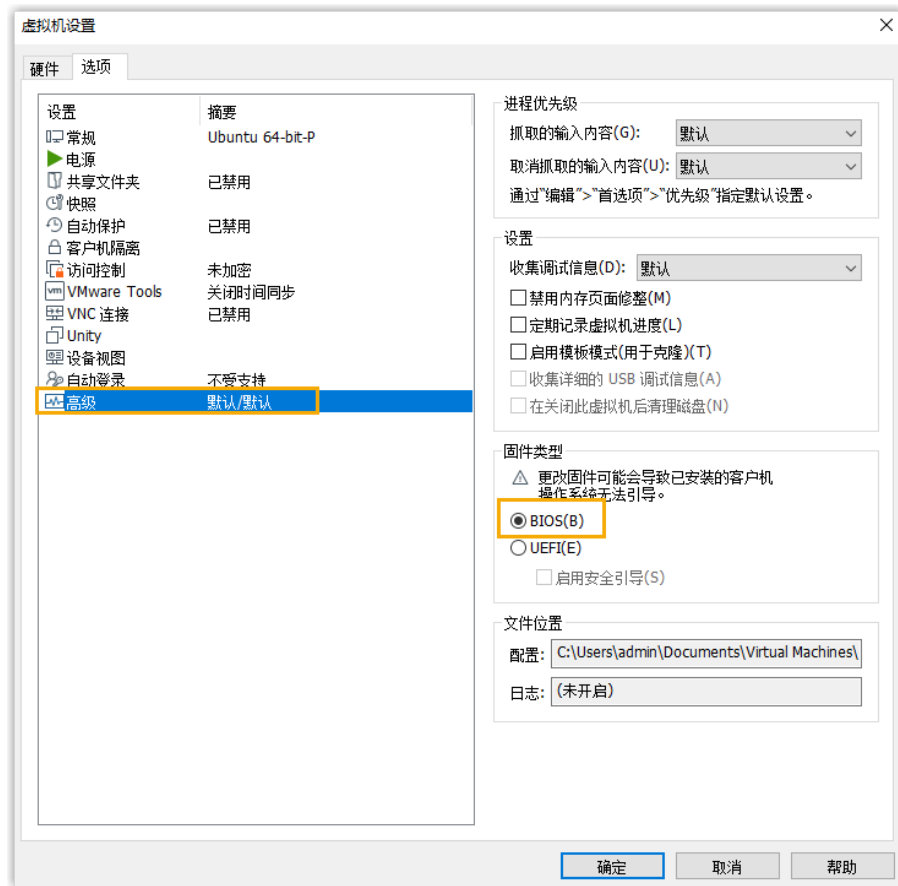 虚拟机设置
硬件 选项
设置 摘要
常规 Ubuntu 64-bit-P
电源
共享文件夹 已禁用
快照
自动保护 已禁用
客户机隔离
访问控制 未加密
VMware Tools 关闭时间同步
VNC 连接 已禁用
Unity
设备视图
自动登录 不受支持
高级 默认/默认
进程优先级
抓取的输入内容(G): 默认
取消抓取的输入内容(U): 默认
通过“编辑”>“首选项”>“优先级”指定默认设置。
设置
收集调试信息(D): 默认
禁用内存页面修整(M)
定期记录虚拟机进度(L)
启用模板模式(用于克隆)(T)
收集详细的 USB 调试信息(A)
在关闭此虚拟机后清理磁盘(N)
固件类型
更改固件可能会导致已安装的客户机
操作系统无法引导。
BIOS(B)
UEFI(E)
启用安全引导(S)
文件位置
配置: C:\Users\admin\Documents\Virtual Machines\
日志: (未开启)
确定 取消 帮助